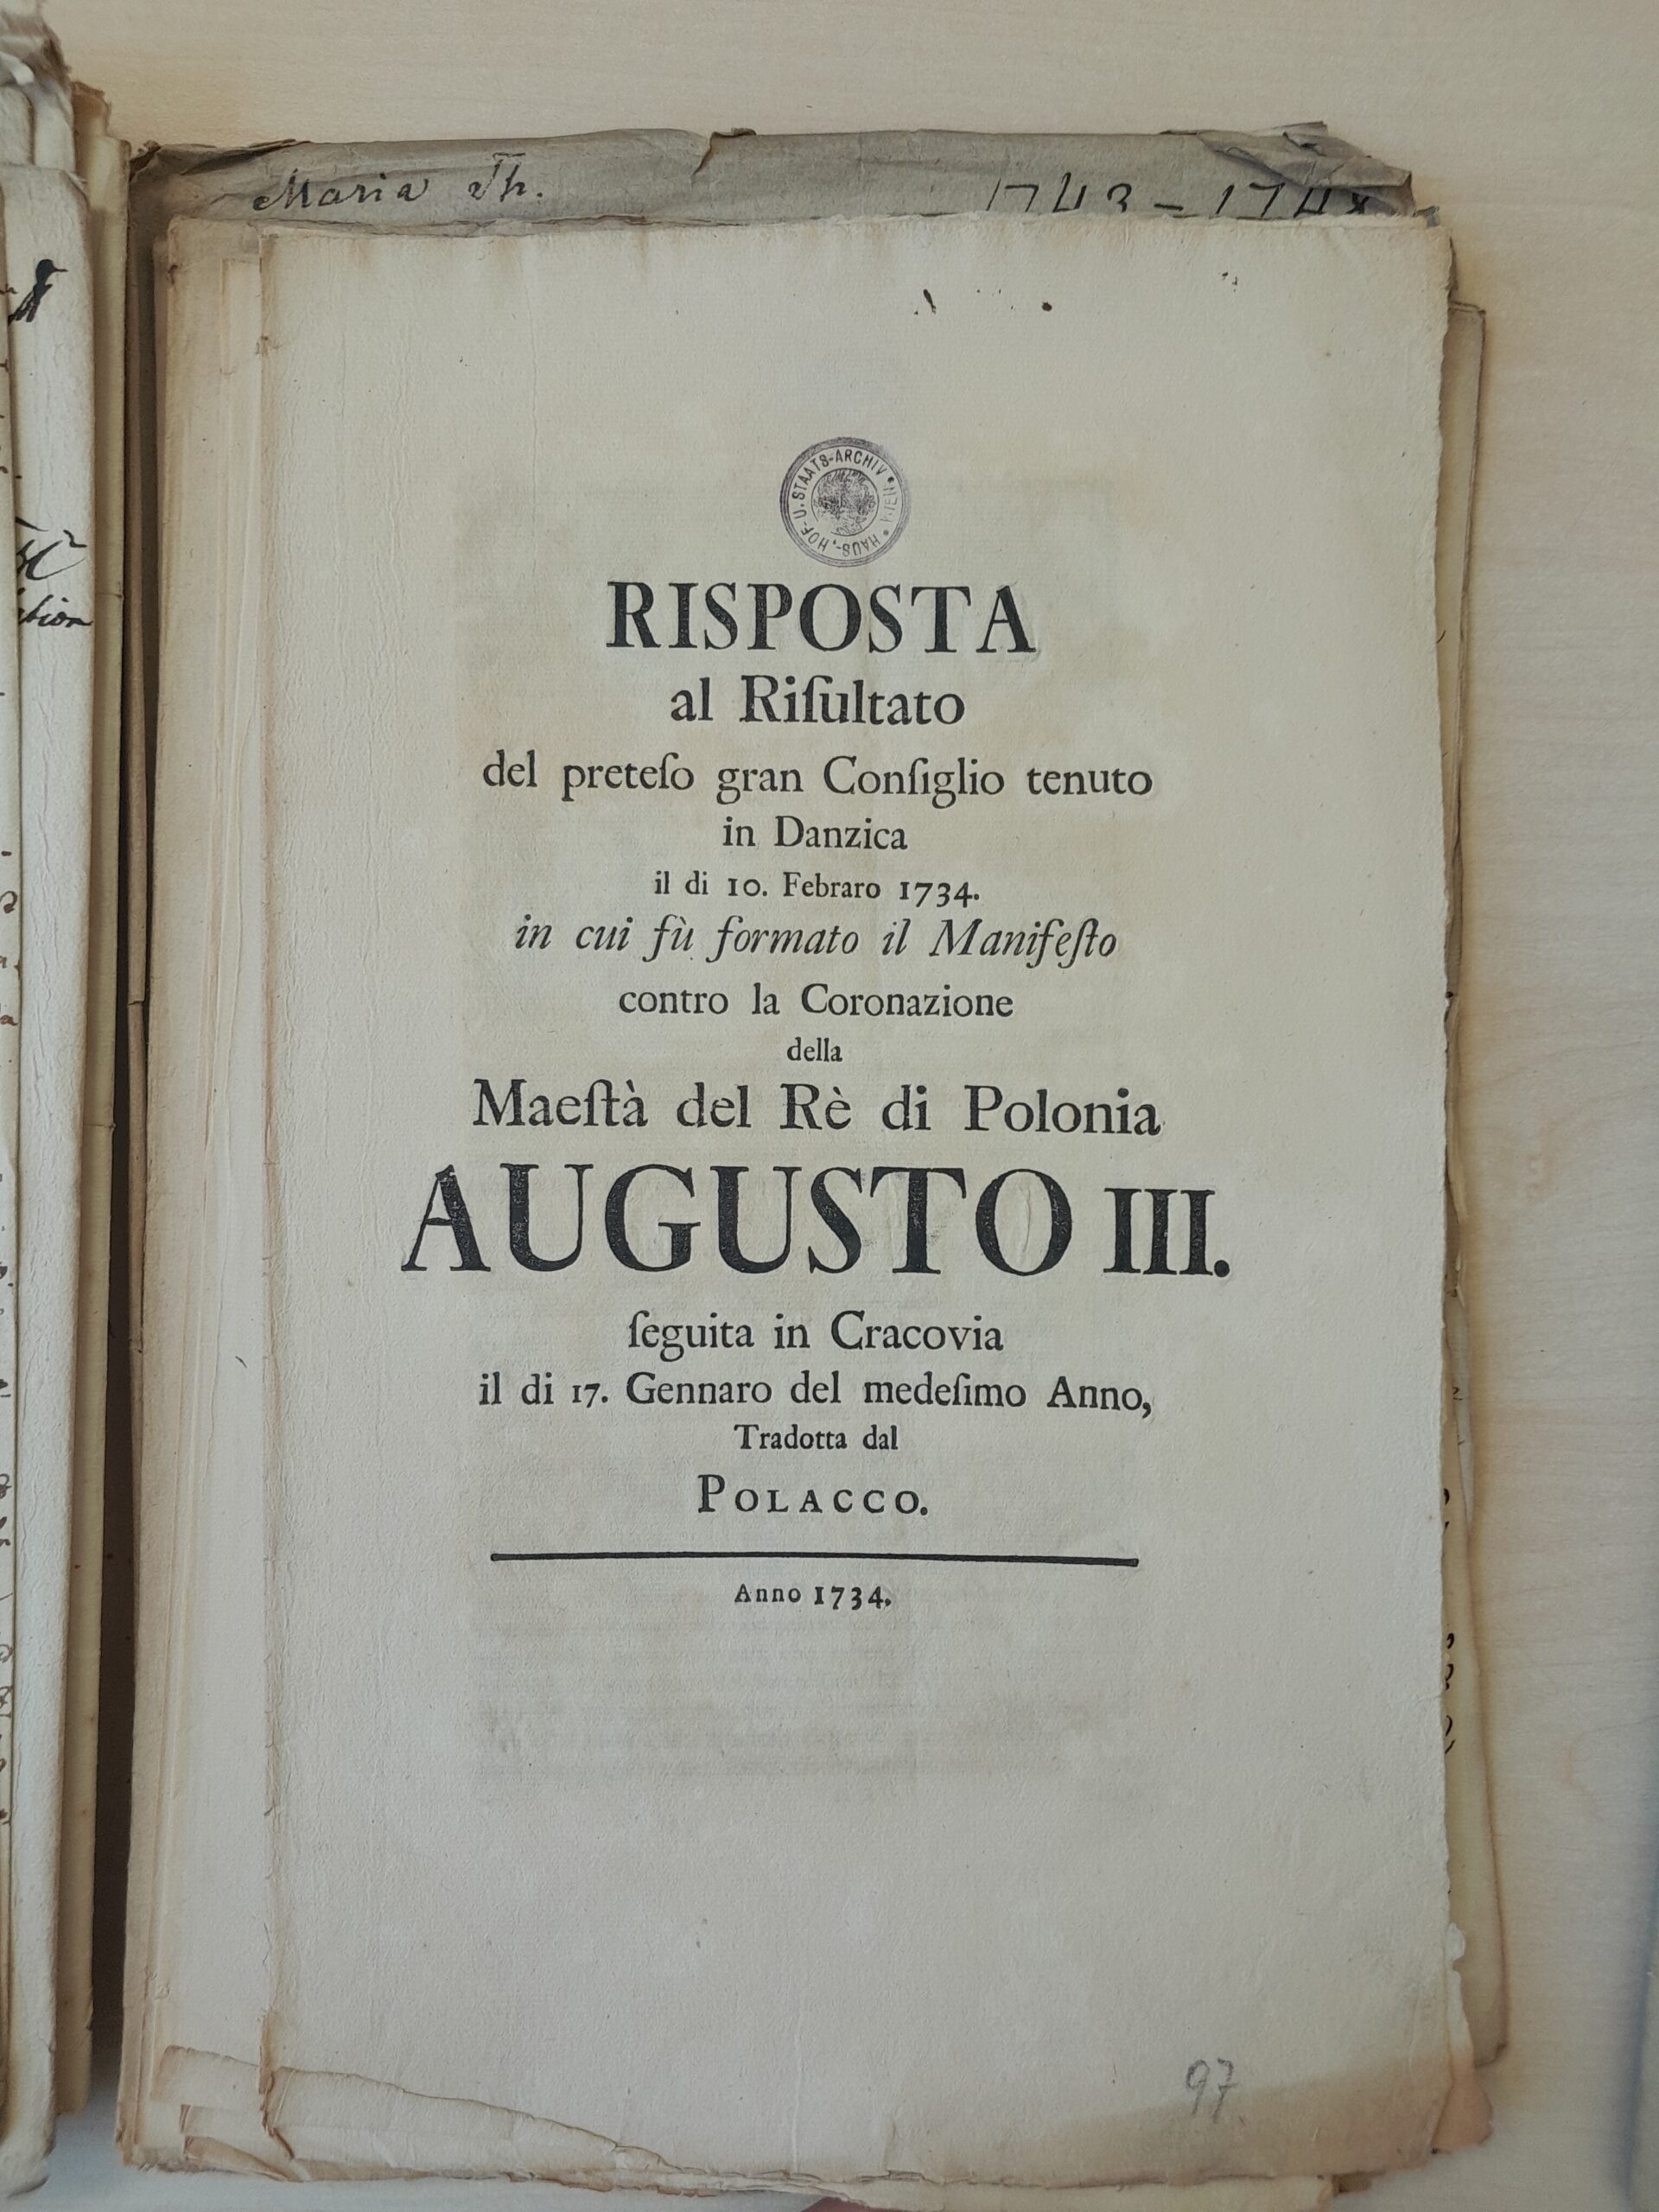 Maria Th. 1743 – 174
HAUS-, HOF- U. STAATS-ARCHIV
RISPOSTA
al Riſultato
del preteſo gran Conſiglio tenuto
in Danzica
il di 10. Febraro 1734.
in cui fù formato il Manifeſto
contro la Coronazione
della
Maeſtà del Rè di Polonia
AUGUSTO III.
ſeguita in Cracovia
il di 17. Gennaro del medeſimo Anno,
Tradotta dal
POLACCO.
Anno 1734.
97